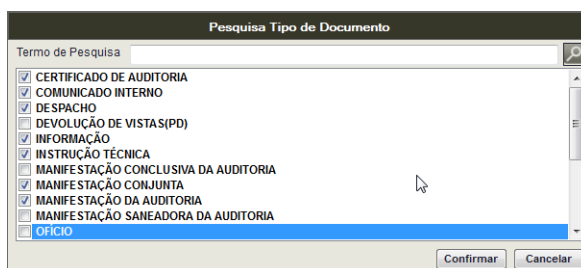 Pesquisa Tipo de Documento
Termo de Pesquisa
CERTIFICADO DE AUDITORIA
COMUNICADO INTERNO
DESPACHO
DEVOLUÇÃO DE VISTAS(PD)
INFORMAÇÃO
INSTRUÇÃO TÉCNICA
MANIFESTAÇÃO CONCLUSIVA DA AUDITORIA
MANIFESTAÇÃO CONJUNTA
MANIFESTAÇÃO DA AUDITORIA
MANIFESTAÇÃO SANEADORA DA AUDITORIA
OFÍCIO
Confirmar Cancelar